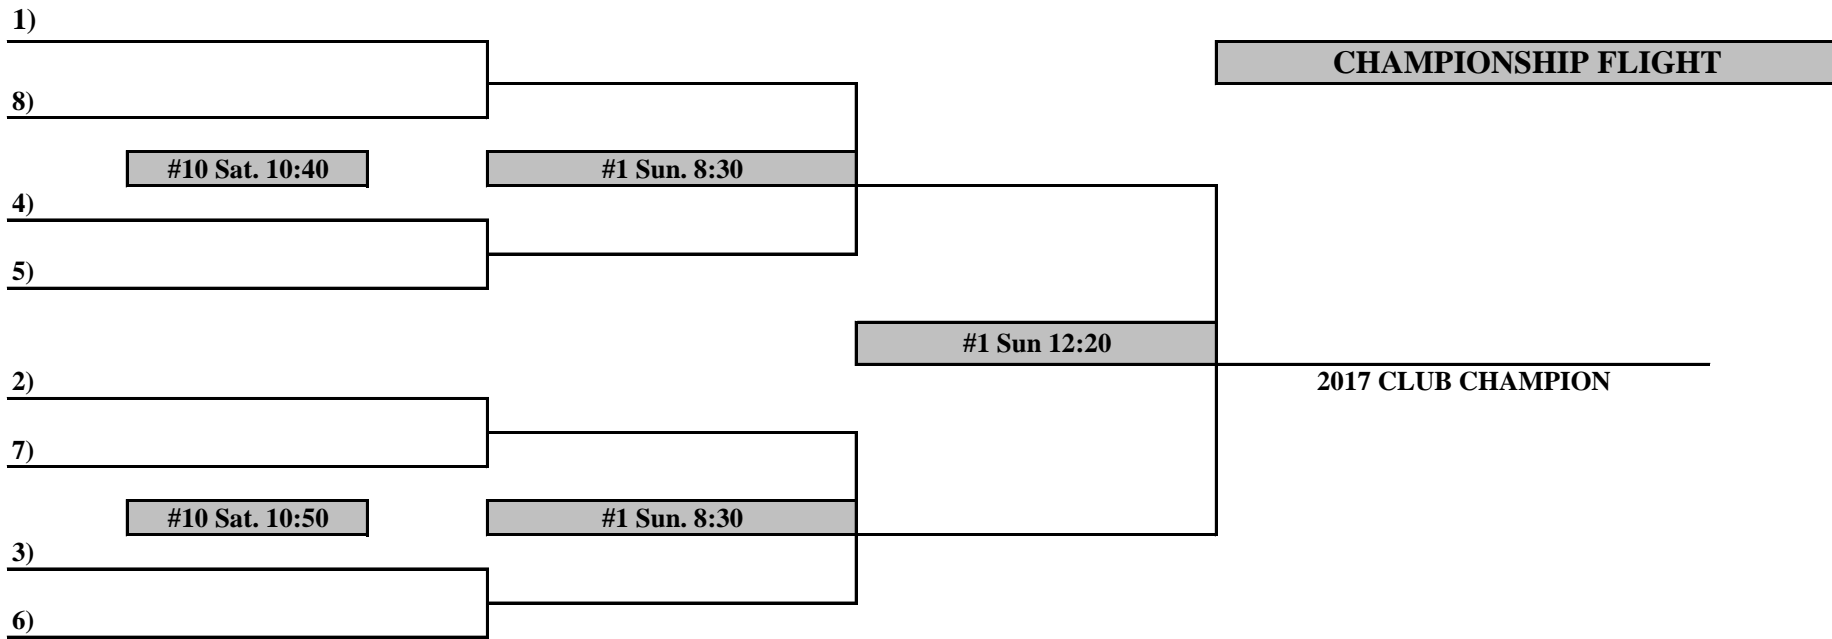 1)
CHAMPIONSHIP FLIGHT
8)
#10 Sat. 10:40
#1 Sun. 8:30
4)
5)
#1 Sun 12:20
2)
2017 CLUB CHAMPION
7)
#10 Sat. 10:50
#1 Sun. 8:30
3)
6)